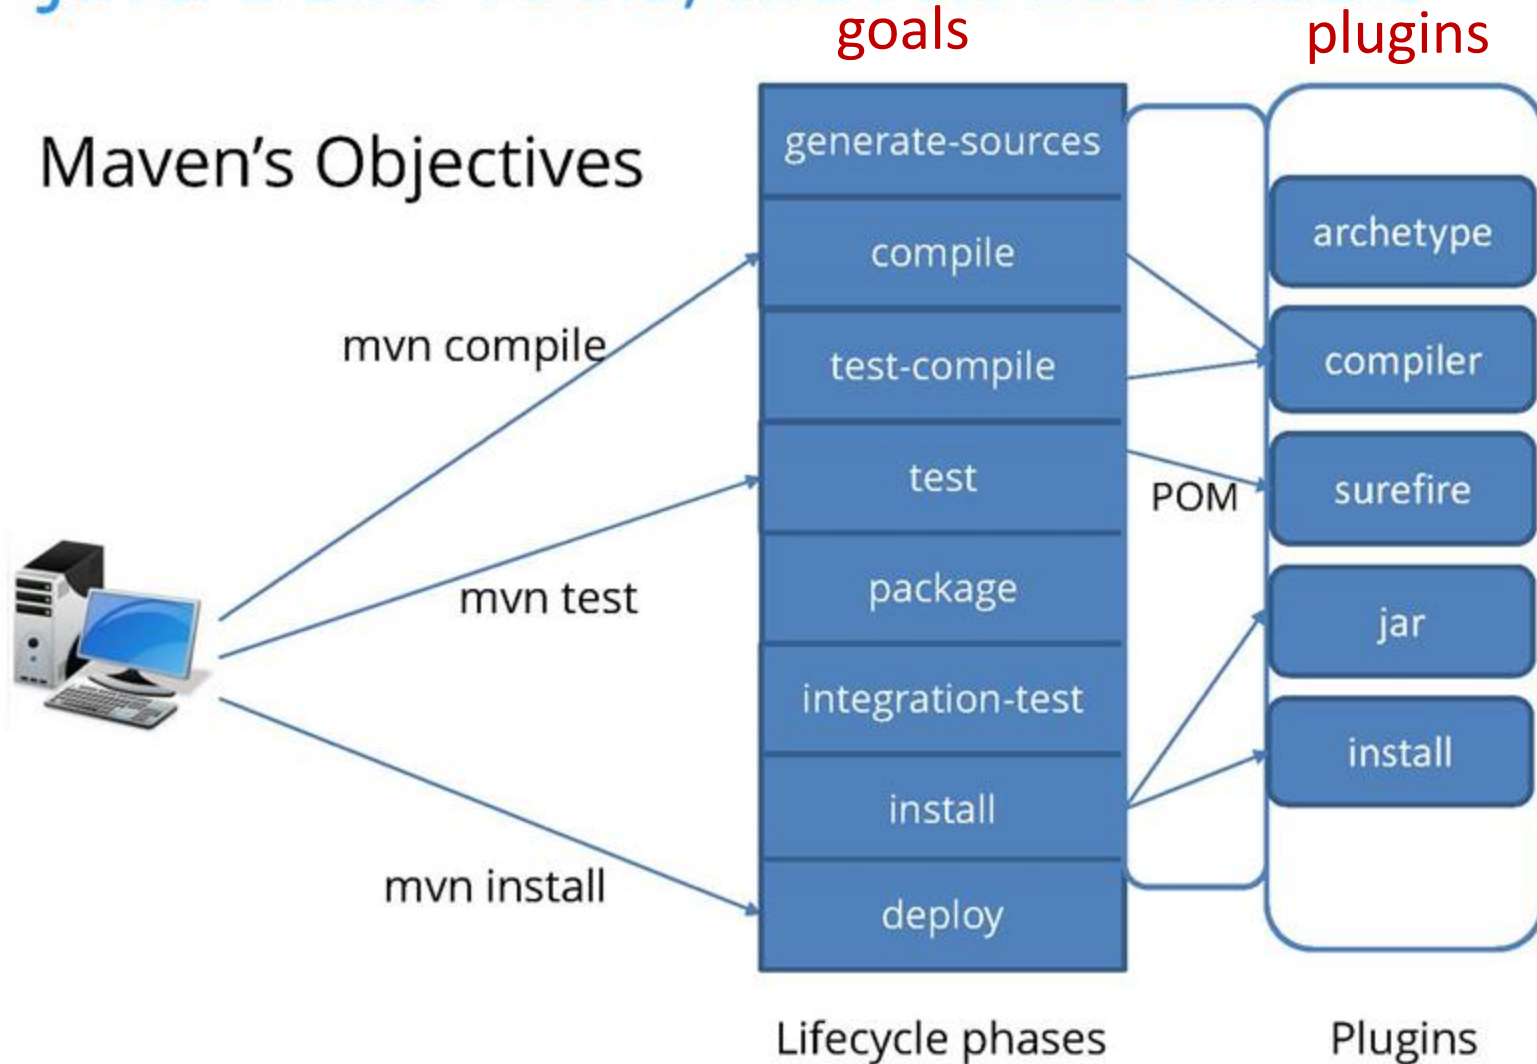 goals
plugins
Maven's Objectives
generate-sources
compile
test-compile
test
package
integration-test
install
deploy
mvn compile
mvn test
mvn install
POM
archetype
compiler
surefire
jar
install
Lifecycle phases
Plugins